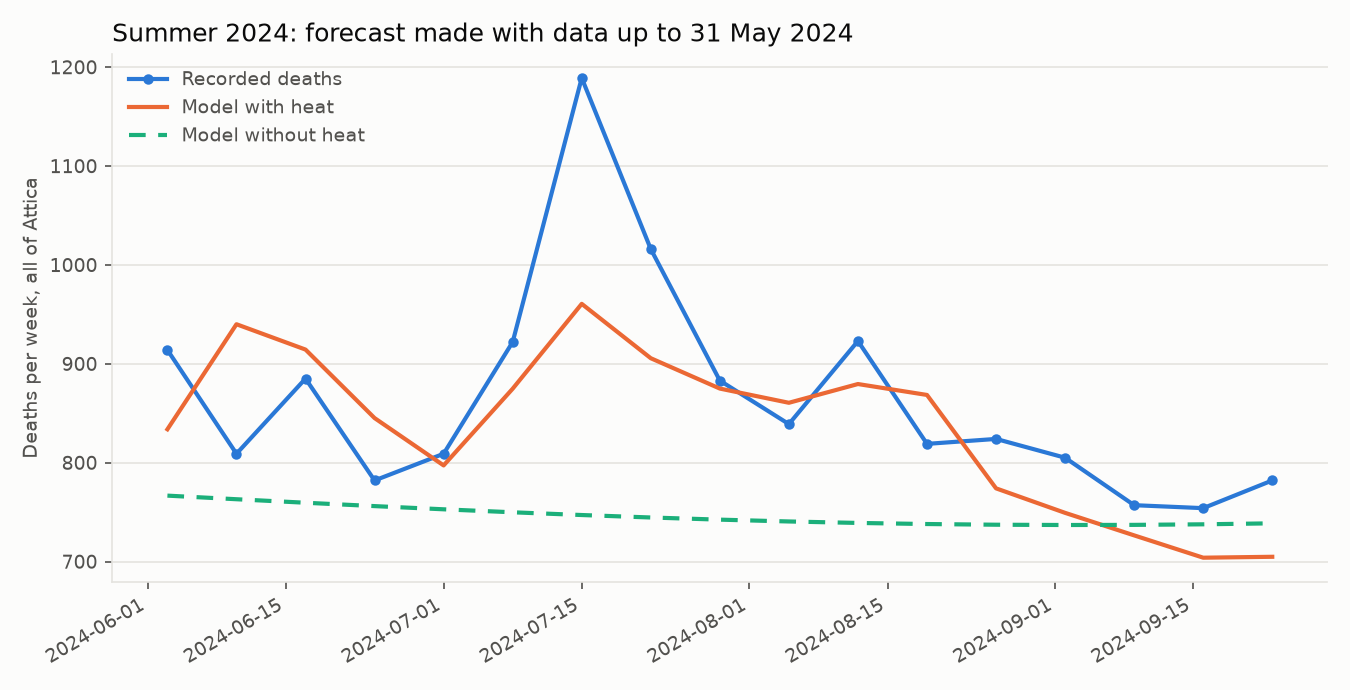 Summer 2024: forecast made with data up to 31 May 2024
Recorded deaths
Model with heat
Model without heat
Deaths per week, all of Attica
1200
1100
1000
900
800
700
2024-06-01
2024-06-15
2024-07-01
2024-07-15
2024-08-01
2024-08-15
2024-09-01
2024-09-15